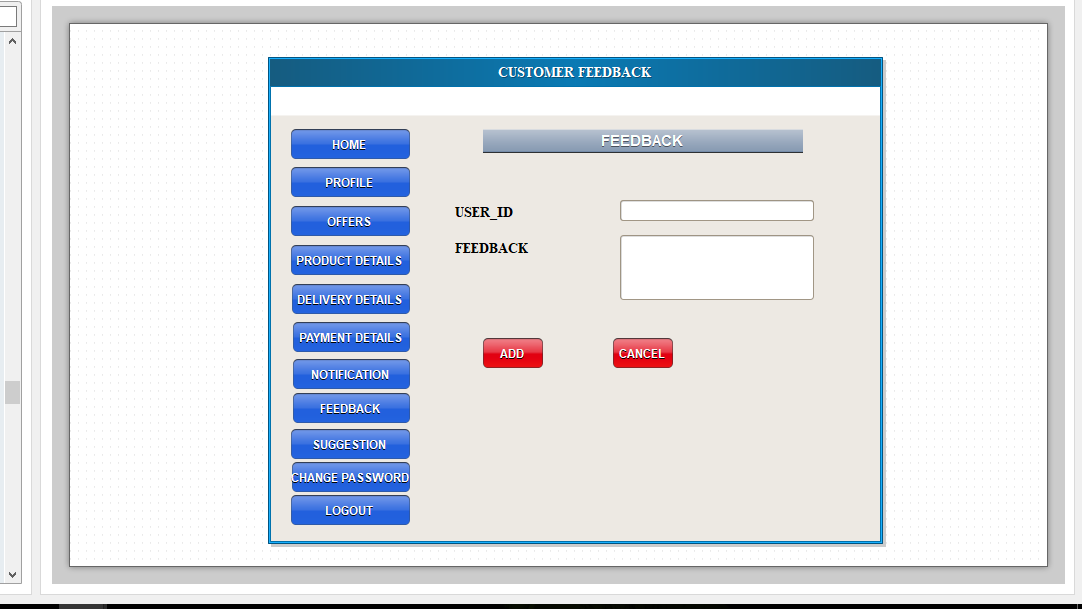 CUSTOMER FEEDBACK
HOME
PROFILE
OFFERS
PRODUCT DETAILS
DELIVERY DETAILS
PAYMENT DETAILS
NOTIFICATION
FEEDBACK
SUGGESTION
CHANGE PASSWORD
LOGOUT
FEEDBACK
USER_ID
FEEDBACK
ADD CANCEL